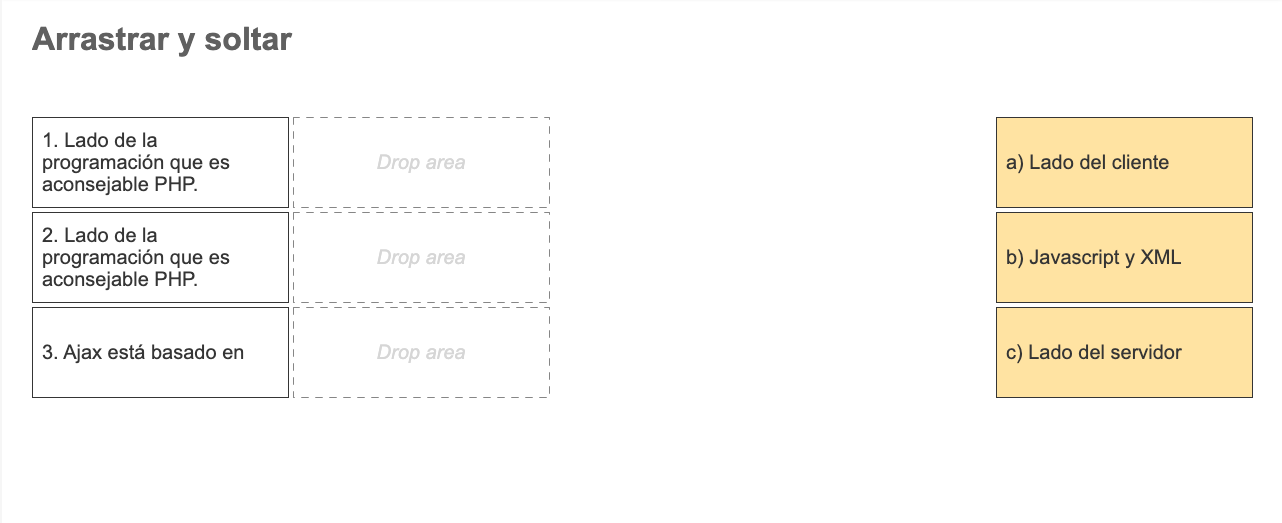 Arrastrar y soltar
1. Lado de la
programación que es
aconsejable PHP.
Drop area
a) Lado del cliente
2. Lado de la
programación que es
aconsejable PHP.
Drop area
b) Javascript y XML
3. Ajax está basado en
Drop area
c) Lado del servidor